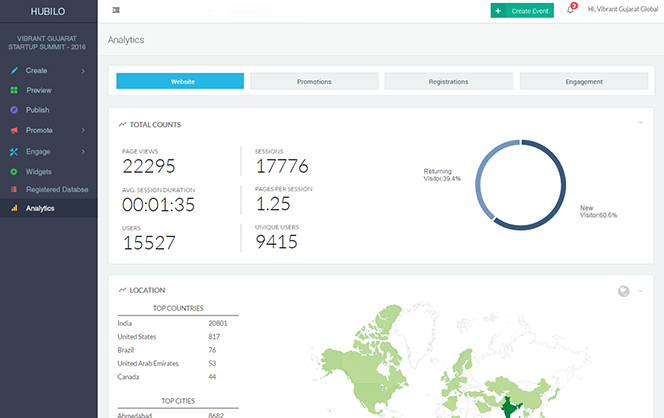 HUBILO
VIBRANT GUJARAT
STARTUP SUMMIT - 2016
Create
Preview
Publish
Promote
Engage
Widgets
Registered Databse
Analytics
Create Event
2
Hi, Vibrant Gujarat Global
Analytics
Website
Promotions
Registrations
Engagement
TOTAL COUNTS
PAGE VIEWS
22295
SESSIONS
17776
AVG. SESSION DURATION
00:01:35
PAGES PER SESSION
1.25
USERS
15527
UNIQUE USERS
9415
Returning
Visitor:39.4%
New
Visitor:60.6%
LOCATION
TOP COUNTRIES
India 20801
United States 817
Brazil 76
United Arab Emirates 53
Canada 44
TOP CITIES
Ahmedabad 8682